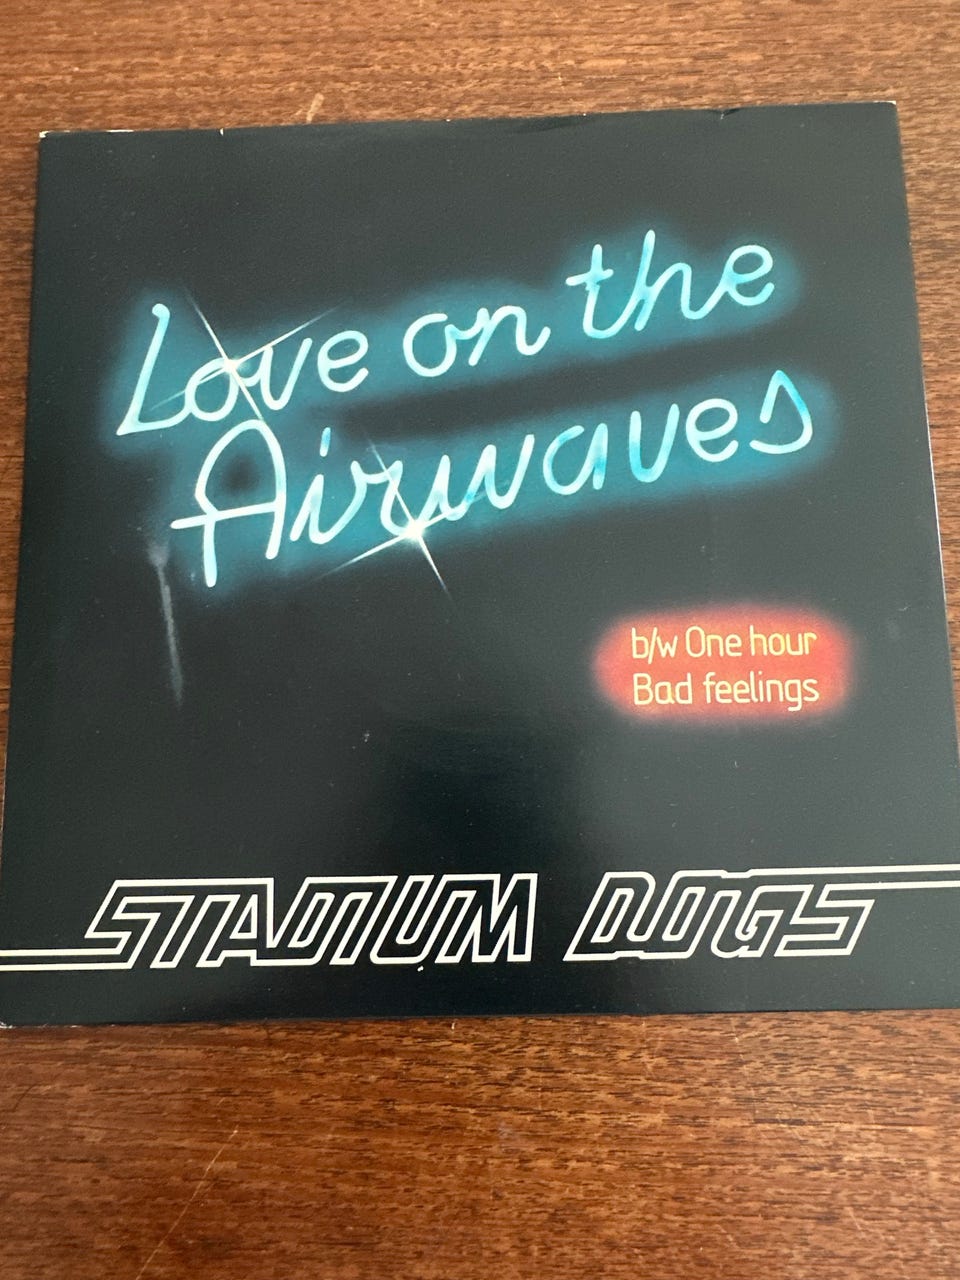 Love on the
Airwaves
b/w One hour
Bad feelings
STADIUM DOGS